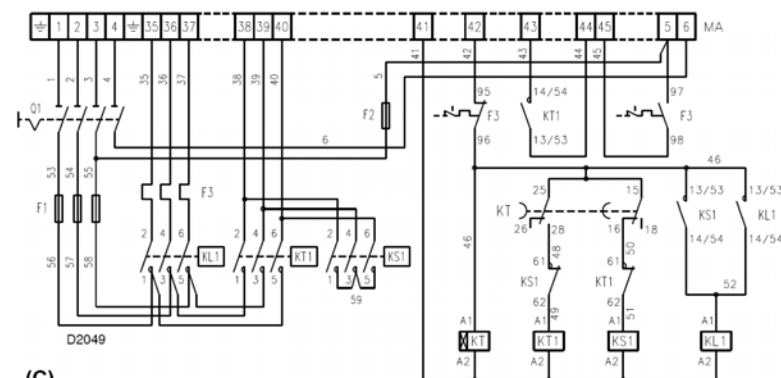 1 2 3 4 35 36 37 38 39 40 41 42 43 44 45 5 6 MA
1 2 3 4 35 36 37 38 39 40 5 41 42 43 44 45
95 14/54 97
Q1 F2 F3 KT1 F3
96 13/53 98
6
53 54 55 46
25 15 13/53 13/53
F1 F3 KT KS1 KL1
26 28 16 18 14/54 14/54
2 4 6 2 4 6 2 4 6 46 48 50
KL1 KT1 KS1 61 61
56 57 58 KS1 KT1
1 3 5 1 3 5 1 3 5 62 62 52
59 49 51
D2049 A1 A1 A1 A1
KT KT1 KS1 KL1
A2 A2 A2 A2
(C)